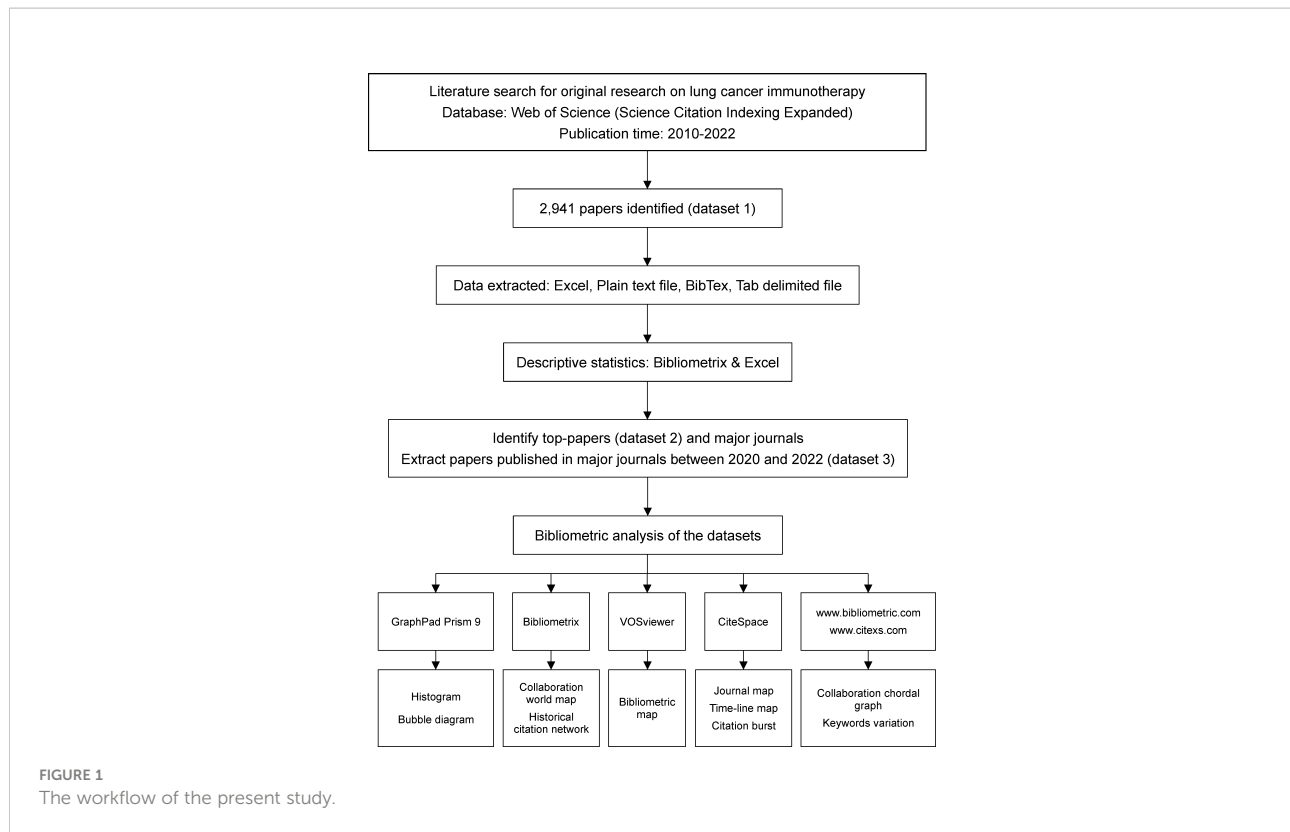 Literature search for original research on lung cancer immunotherapy
Database: Web of Science (Science Citation Indexing Expanded)
Publication time: 2010-2022
2,941 papers identified (dataset 1)
Data extracted: Excel, Plain text file, BibTex, Tab delimited file
Descriptive statistics: Bibliometrix & Excel
Identify top-papers (dataset 2) and major journals
Extract papers published in major journals between 2020 and 2022 (dataset 3)
Bibliometric analysis of the datasets
GraphPad Prism 9
Bibliometrix
VOSviewer
CiteSpace
www.bibliometric.com
www.citexs.com
Histogram
Bubble diagram
Collaboration
world map
Historical
citation network
Bibliometric
map
Journal map
Time-line map
Citation burst
Collaboration chordal
graph
Keywords variation
FIGURE 1
The workflow of the present study.